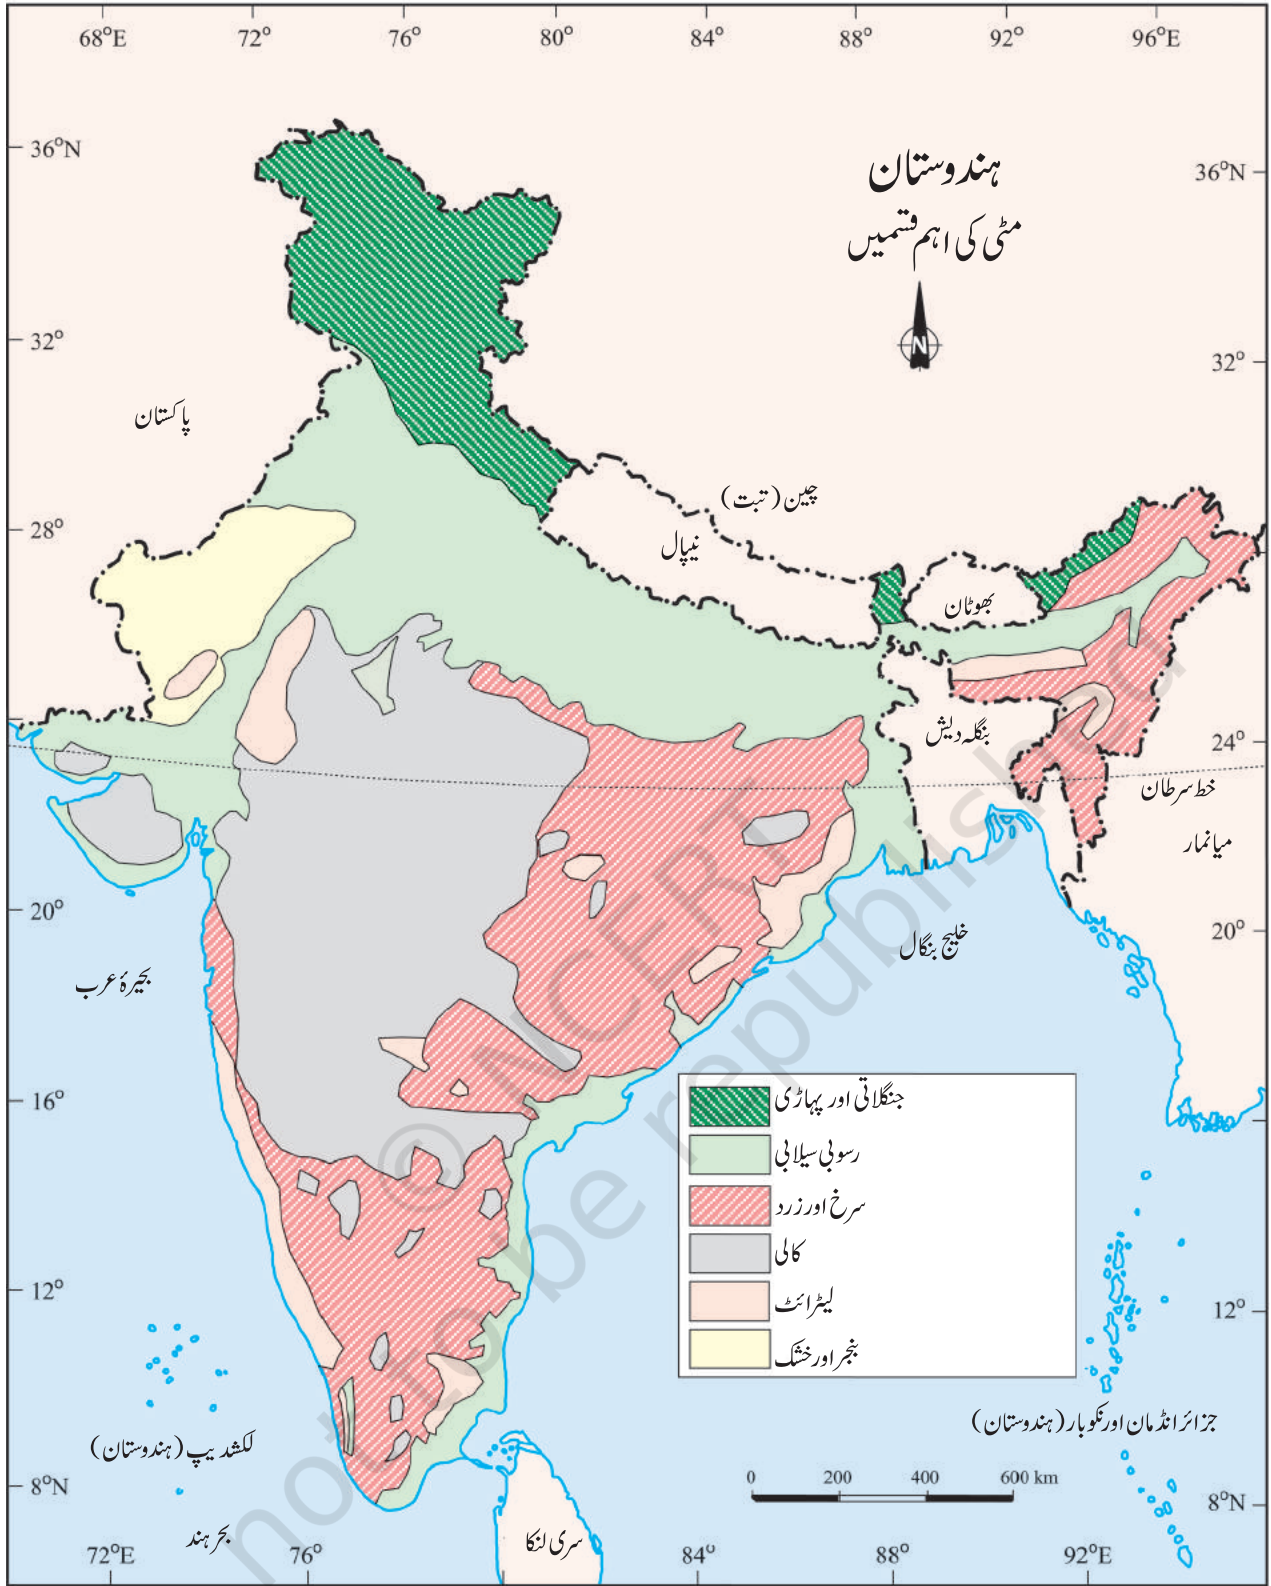 68°E 72° 76° 80° 84° 88° 92° 96°E
36°N
36°N
ہندوستان
مٹی کی اہم قسمیں
N
32°
32°
پاکستان
چین (تبت)
نیپال
28°
بھوٹان
بنگلہ دیش
24°
خط سرطان
میانمار
20°
20°
خلیج بنگال
بحیرۂ عرب
16°
جنگلاتی اور پہاڑی
رسوبی سیلابی
سرخ اور زرد
کالی
لیٹرائٹ
بنجر اور خشک
12°
12°
جزائر انڈمان اور نکوبار (ہندوستان)
لکشدیپ (ہندوستان)
0 200 400 600 km
8°N
8°N
بحر ہند
سری لنکا
72°E 76° 84° 88° 92°E
© NCERT
not to be republished